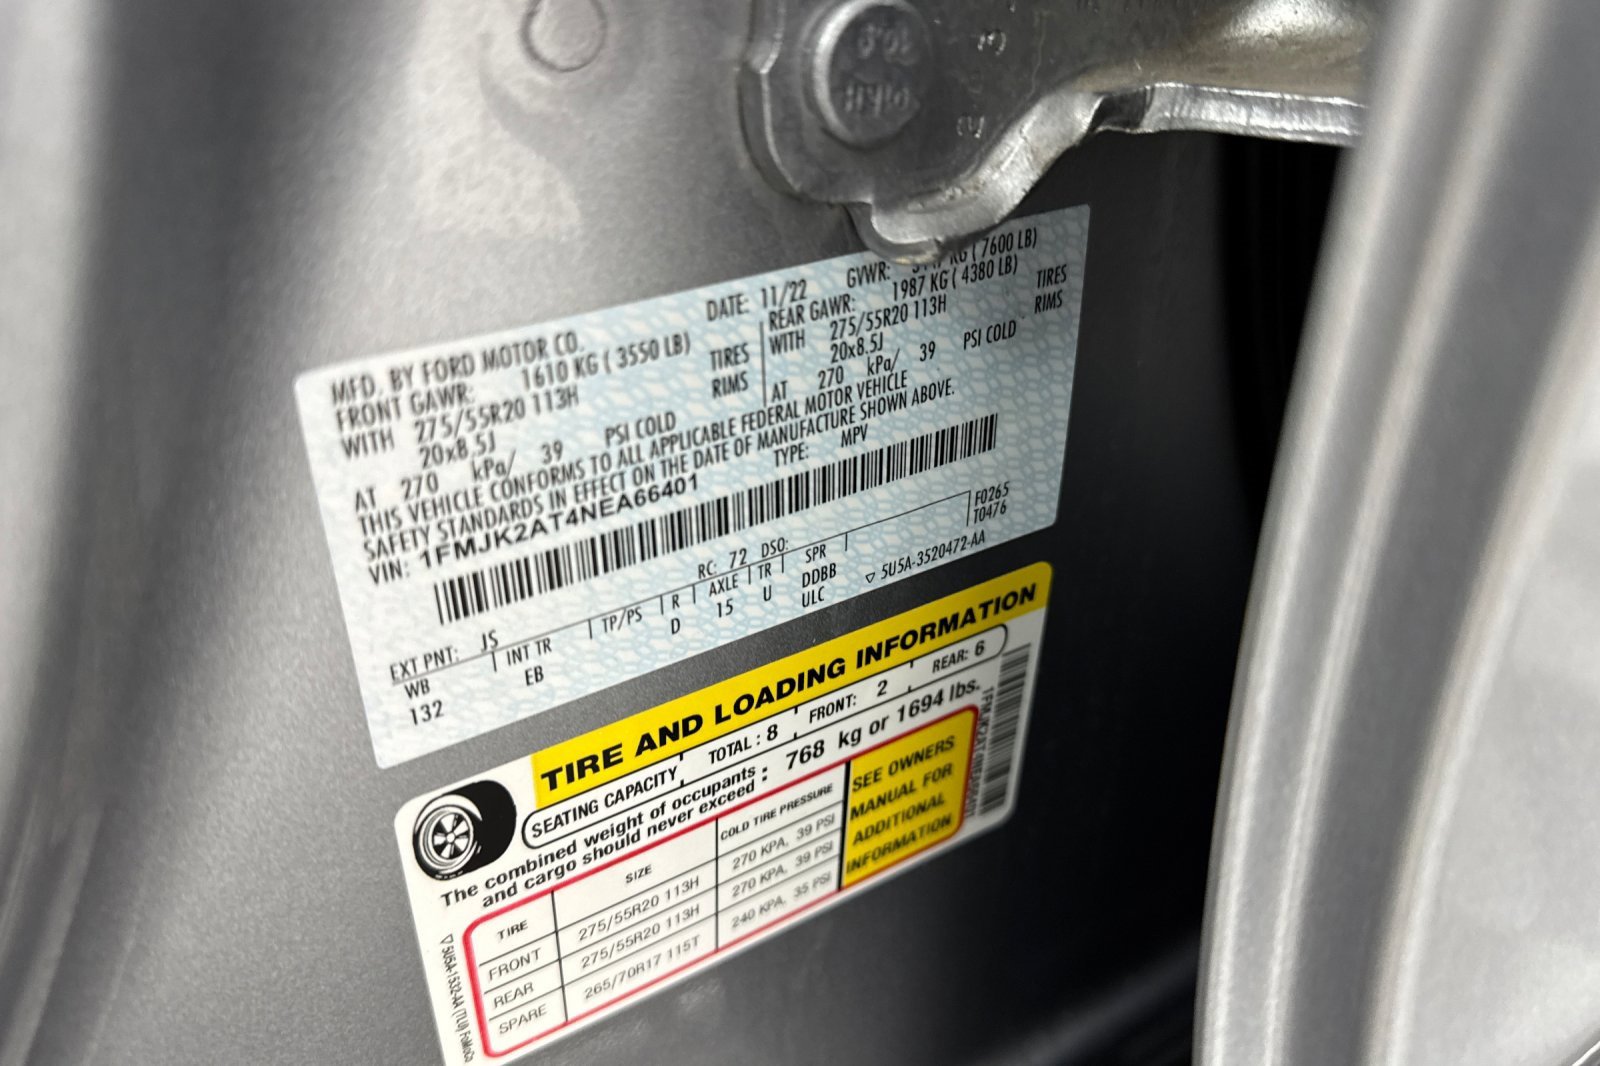 MFD. BY FORD MOTOR CO.
DATE: 11/22
GVWR: KG ( 7600 LB)
FRONT GAWR:
1610 KG ( 3550 LB)
WITH 275/55R20 113H TIRES
20x8.5J RIMS
AT 270 kPa/ 39 PSI COLD
REAR GAWR: 1987 KG ( 4380 LB)
WITH 275/55R20 113H TIRES
20x8.5J RIMS
AT 270 kPa/ 39 PSI COLD
THIS VEHICLE CONFORMS TO ALL APPLICABLE FEDERAL MOTOR VEHICLE
SAFETY STANDARDS IN EFFECT ON THE DATE OF MANUFACTURE SHOWN ABOVE.
VIN: 1FMJK2AT4NEA66401 TYPE: MPV
F0265
T0476
EXT PNT: JS RC: 72 DSO:
WB INT TR TP/PS R AXLE TR SPR
132 EB D 15 U DDBB
ULC ▽ 5U5A-3520472-AA
TIRE AND LOADING INFORMATION
SEATING CAPACITY TOTAL: 8 FRONT: 2 REAR: 6
The combined weight of occupants
and cargo should never exceed : 768 kg or 1694 lbs.
TIRE SIZE COLD TIRE PRESSURE
FRONT 275/55R20 113H 270 KPA, 39 PSI
REAR 275/55R20 113H 270 KPA, 39 PSI
SPARE 265/70R17 115T 240 KPA, 35 PSI
SEE OWNERS
MANUAL FOR
ADDITIONAL
INFORMATION
▽ 5U5A-1532-AA (TLU) FoMoCo